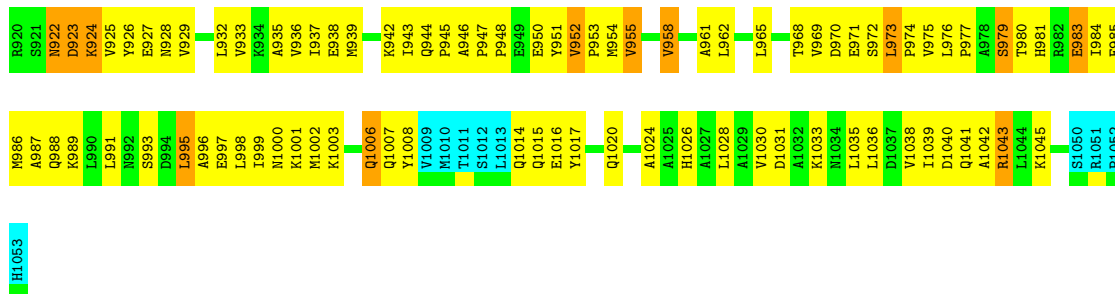 R920 S921 N922 D923 K924 V925 Y926 E927 N928 V929 L932 V933 K934 A935 V936 I937 E938 M939 K942 I943 Q944 P945 A946 P947 P948 E949 E950 Y951 V952 P953 M954 V955 V958 A961 L962 L965 T968 V969 D970 E971 S972 L973 P974 V975 L976 P977 A978 S979 T980 H981 R982 E983 I984
M986 A987 Q988 K989 L990 L991 N992 S993 D994 L995 A996 E997 L998 I999 N1000 K1001 M1002 K1003 Q1006 Q1007 Y1008 V1009 M1010 T1011 S1012 L1013 Q1014 Q1015 E1016 Y1017 Q1020 A1024 A1025 H1026 A1027 L1028 A1029 V1030 D1031 A1032 K1033 N1034 L1035 L1036 D1037 V1038 I1039 D1040 Q1041 A1042 R1043 L1044 K1045 S1050 R1051
H1053